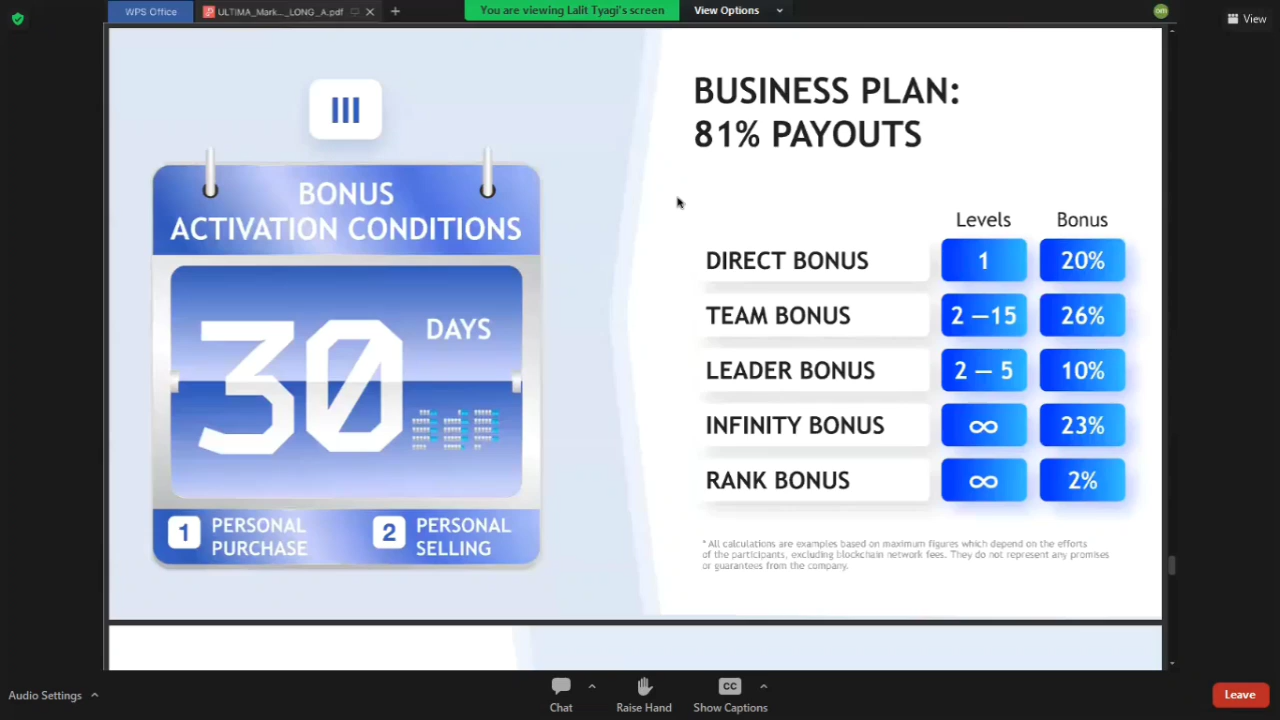 WPS Office
ULTIMA_Mark..._LONG_A.pdf
You are viewing Lalit Tyagi's screen
View Options
om
View
III
BONUS
ACTIVATION CONDITIONS
30
DAYS
1 PERSONAL
PURCHASE
2 PERSONAL
SELLING
BUSINESS PLAN:
81% PAYOUTS
Levels Bonus
DIRECT BONUS 1 20%
TEAM BONUS 2 —15 26%
LEADER BONUS 2 — 5 10%
INFINITY BONUS ∞ 23%
RANK BONUS ∞ 2%
* All calculations are examples based on maximum figures which depend on the efforts
of the participants, excluding blockchain network fees. They do not represent any promises
or guarantees from the company.
Audio Settings
Chat
Raise Hand
CC
Show Captions
Leave